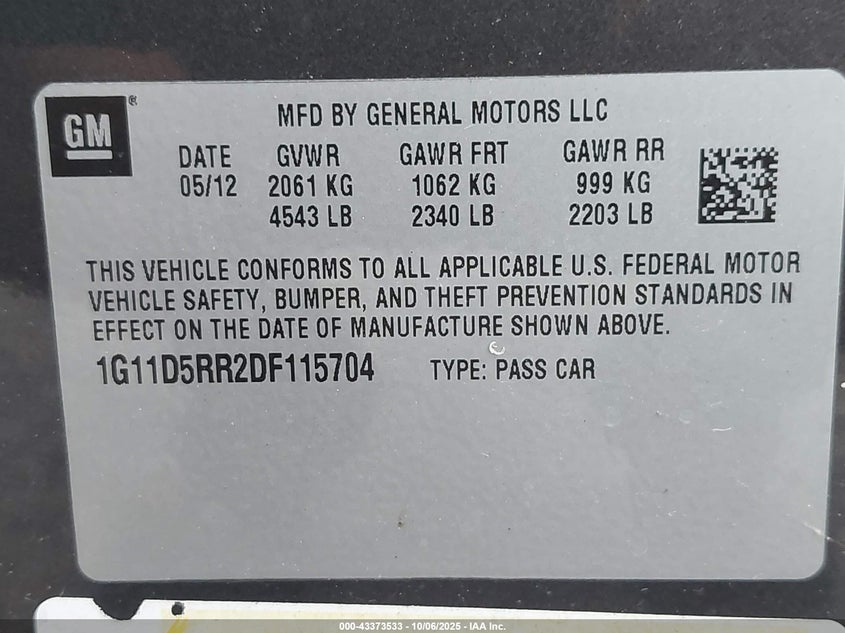 GM®
MFD BY GENERAL MOTORS LLC
DATE GVWR GAWR FRT GAWR RR
05/12 2061 KG 1062 KG 999 KG
4543 LB 2340 LB 2203 LB
THIS VEHICLE CONFORMS TO ALL APPLICABLE U.S. FEDERAL MOTOR
VEHICLE SAFETY, BUMPER, AND THEFT PREVENTION STANDARDS IN
EFFECT ON THE DATE OF MANUFACTURE SHOWN ABOVE.
1G11D5RR2DF115704 TYPE: PASS CAR
000-43373533 - 10/06/2025 - IAA Inc.